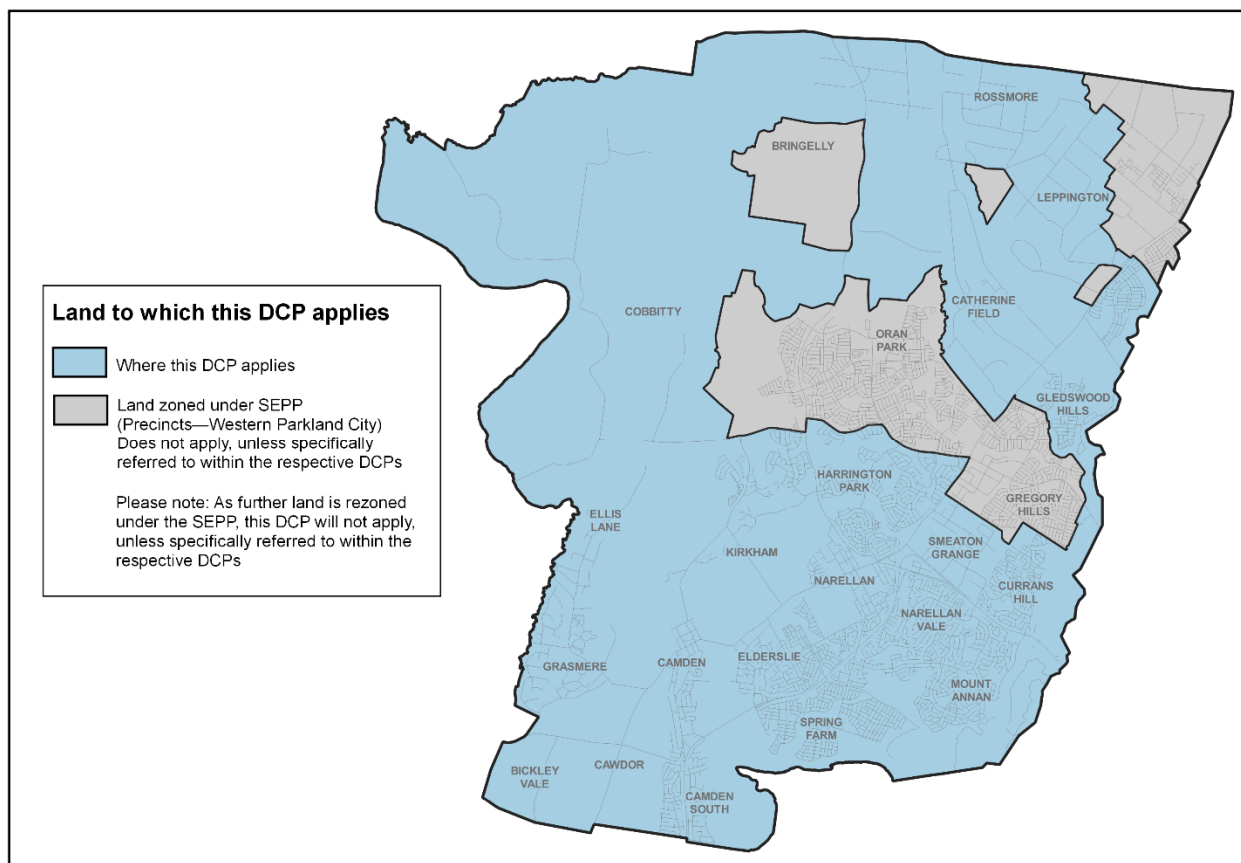 Land to which this DCP applies
Where this DCP applies
Land zoned under SEPP
(Precincts—Western Parkland City)
Does not apply, unless specifically
referred to within the respective DCPs
Please note: As further land is rezoned
under the SEPP, this DCP will not apply,
unless specifically referred to within the
respective DCPs
ROSSMORE
BRINGELLY
LEPPINGTON
COBBITTY
CATHERINE
FIELD
ORAN
PARK
GLEDSWOOD
HILLS
HARRINGTON
PARK
GREGORY
HILLS
ELLIS
LANE
KIRKHAM
SMEATON
GRANGE
NARELLAN
CURRANS
HILL
NARELLAN
VALE
GRASMERE
CAMDEN
ELDERSLIE
MOUNT
ANNAN
SPRING
FARM
BICKLEY
VALE
CAWDOR
CAMDEN
SOUTH